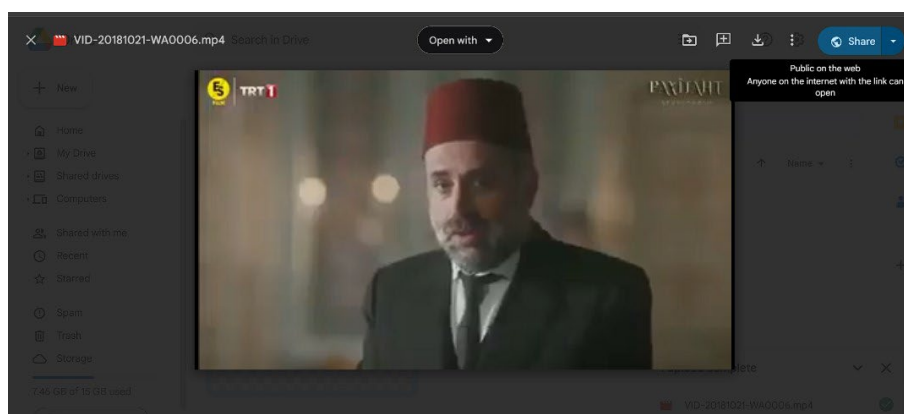 VID-20181021-WA0006.mp4
Search in Drive
Open with
Share
Public on the web
Anyone on the internet with the link can
open
New
Home
My Drive
Shared drives
Computers
Shared with me
Recent
Starred
Spam
Trash
Storage
7.46 GB of 15 GB used
ES
TRT 1
PAYİTAHT
Name
VID-20181021-WA0006.mp4